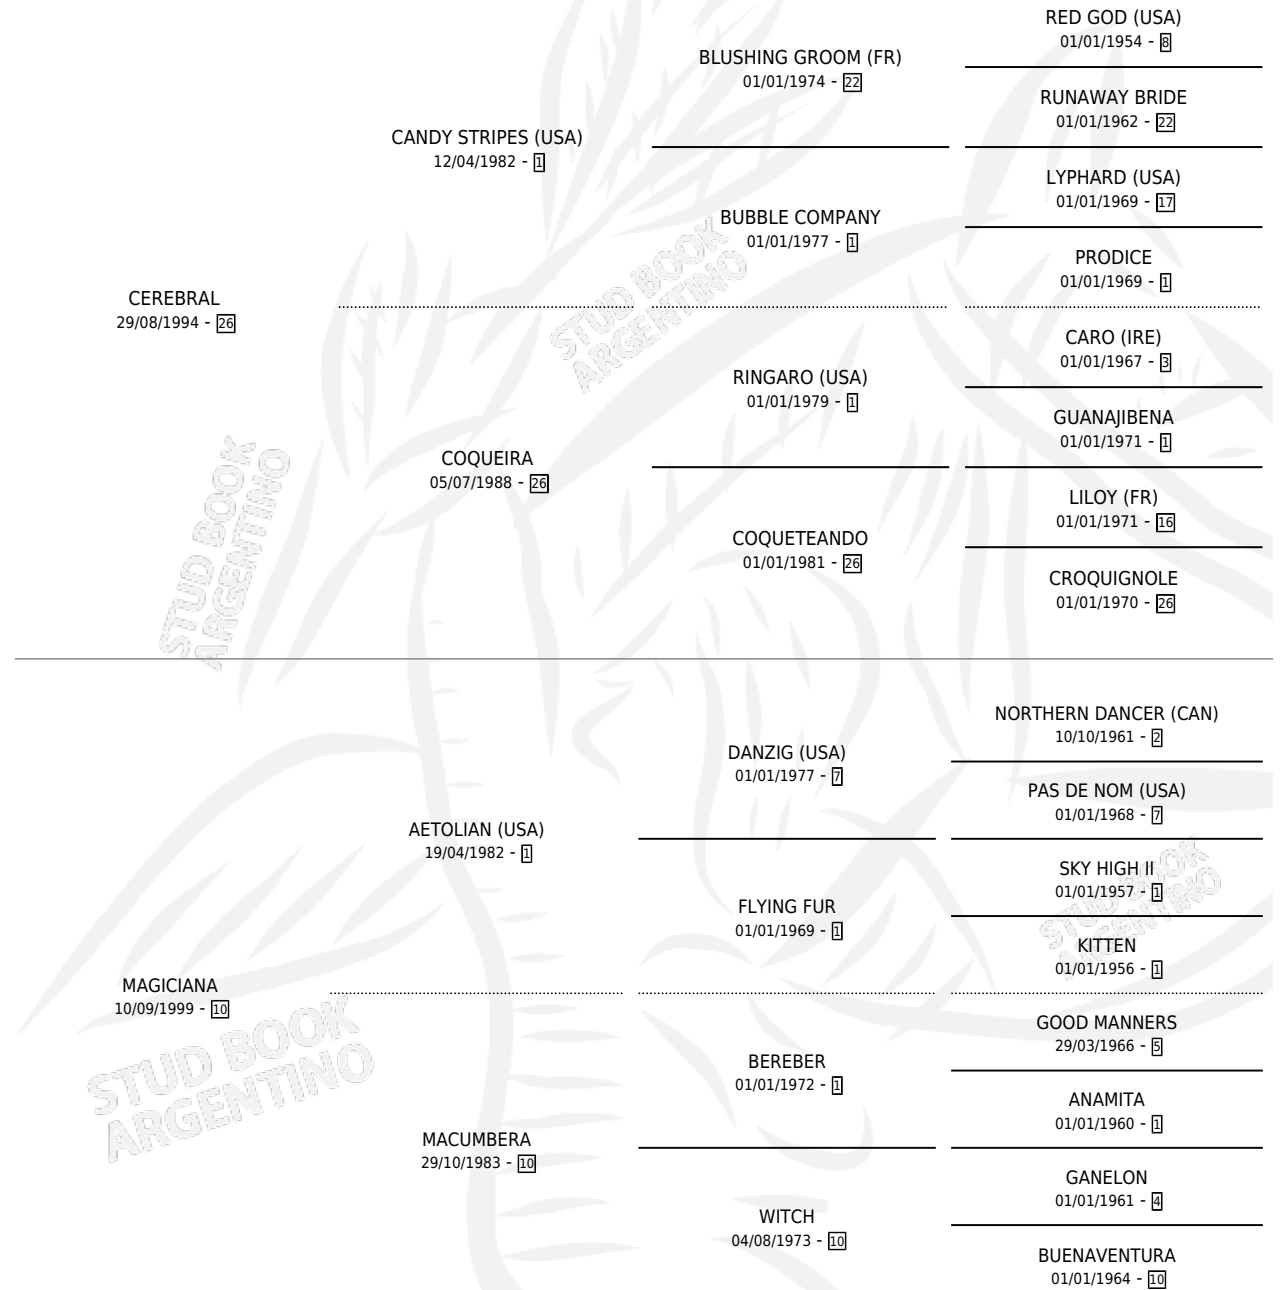 RED GOD (USA)
01/01/1954 - 8
BLUSHING GROOM (FR)
01/01/1974 - 22
RUNAWAY BRIDE
01/01/1962 - 22
CANDY STRIPES (USA)
12/04/1982 - 1
LYPHARD (USA)
01/01/1969 - 17
BUBBLE COMPANY
01/01/1977 - 1
PRODICE
01/01/1969 - 1
CEREBRAL
29/08/1994 - 26
CARO (IRE)
01/01/1967 - 3
RINGARO (USA)
01/01/1979 - 1
GUANAJIBENA
01/01/1971 - 1
COQUEIRA
05/07/1988 - 26
LILOY (FR)
01/01/1971 - 16
COQUETEANDO
01/01/1981 - 26
CROQUIGNOLE
01/01/1970 - 26
STUD BOOK
ARGENTINO
STUD BOOK
ARGENTINO
NORTHERN DANCER (CAN)
10/10/1961 - 2
DANZIG (USA)
01/01/1977 - 7
PAS DE NOM (USA)
01/01/1968 - 7
AETOLIAN (USA)
19/04/1982 - 1
SKY HIGH II
01/01/1957 - 1
FLYING FUR
01/01/1969 - 1
KITTEN
01/01/1956 - 1
MAGICIANA
10/09/1999 - 10
GOOD MANNERS
29/03/1966 - 5
BEREBER
01/01/1972 - 1
ANAMITA
01/01/1960 - 1
MACUMBERA
29/10/1983 - 10
GANELON
01/01/1961 - 4
WITCH
04/08/1973 - 10
BUENAVENTURA
01/01/1964 - 10
STUD BOOK
ARGENTINO
STUD BOOK
ARGENTINO